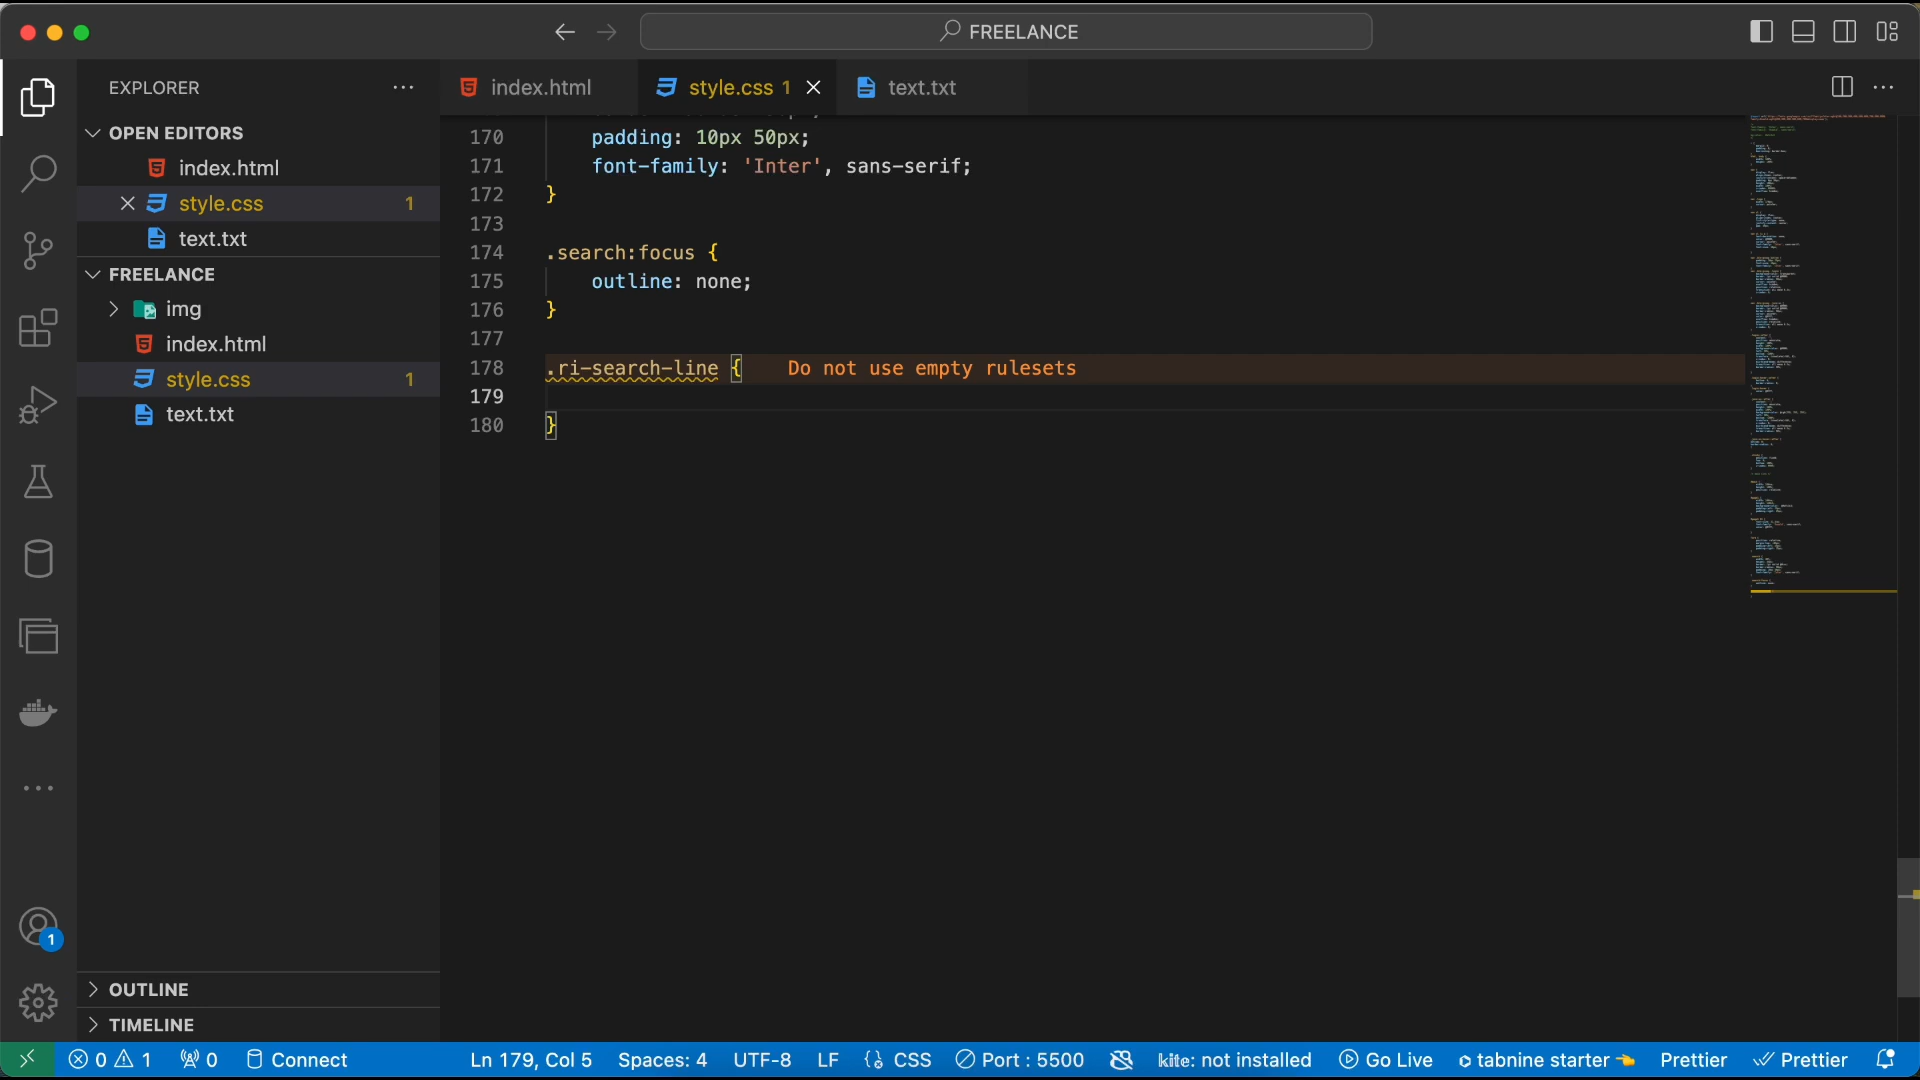 FREELANCE
EXPLORER
index.html
style.css 1
text.txt
OPEN EDITORS
index.html
style.css 1
text.txt
FREELANCE
img
index.html
style.css 1
text.txt
OUTLINE
TIMELINE
170 padding: 10px 50px;
171 font-family: 'Inter', sans-serif;
172 }
173
174 .search:focus {
175 outline: none;
176 }
177
178 .ri-search-line { Do not use empty rulesets
179
180 }
1
0 1 0 Connect Ln 179, Col 5 Spaces: 4 UTF-8 LF {} CSS Port : 5500 kite: not installed Go Live tabnine starter Prettier Prettier